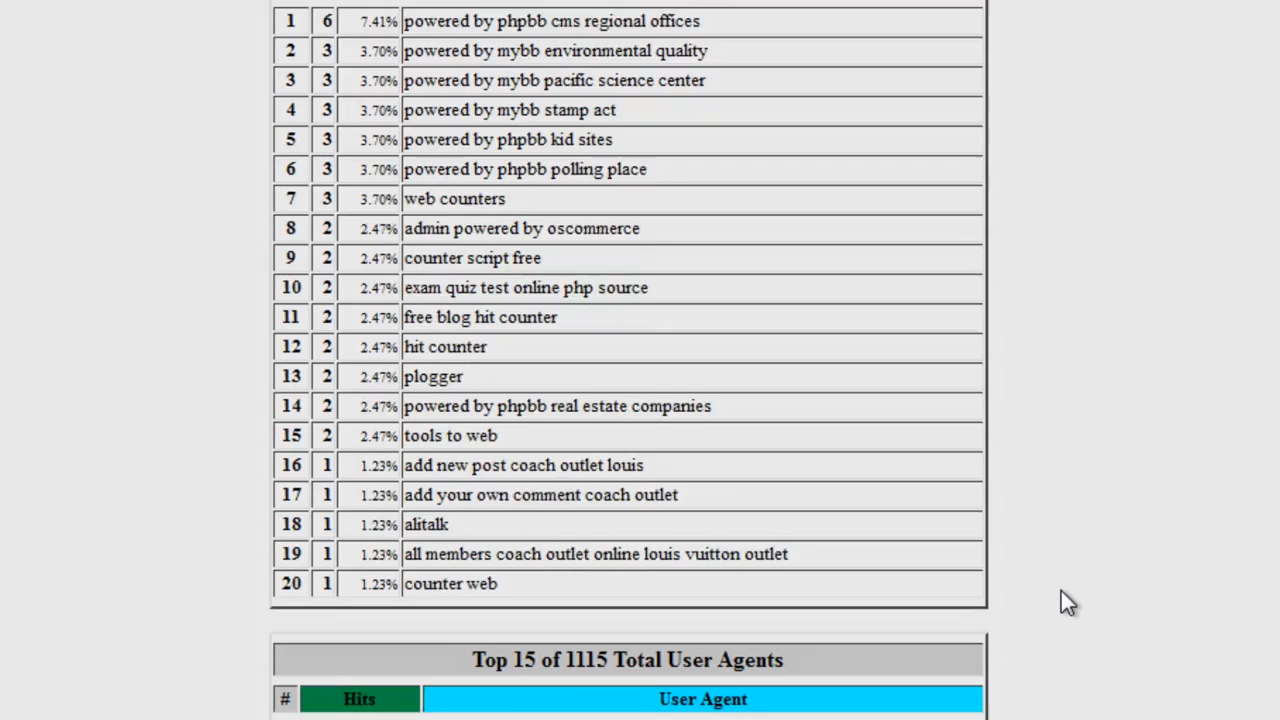 1 6 7.41% powered by phpbb cms regional offices
2 3 3.70% powered by mybb environmental quality
3 3 3.70% powered by mybb pacific science center
4 3 3.70% powered by mybb stamp act
5 3 3.70% powered by phpbb kid sites
6 3 3.70% powered by phpbb polling place
7 3 3.70% web counters
8 2 2.47% admin powered by oscommerce
9 2 2.47% counter script free
10 2 2.47% exam quiz test online php source
11 2 2.47% free blog hit counter
12 2 2.47% hit counter
13 2 2.47% plogger
14 2 2.47% powered by phpbb real estate companies
15 2 2.47% tools to web
16 1 1.23% add new post coach outlet louis
17 1 1.23% add your own comment coach outlet
18 1 1.23% alitalk
19 1 1.23% all members coach outlet online louis vuitton outlet
20 1 1.23% counter web
Top 15 of 1115 Total User Agents
# Hits User Agent